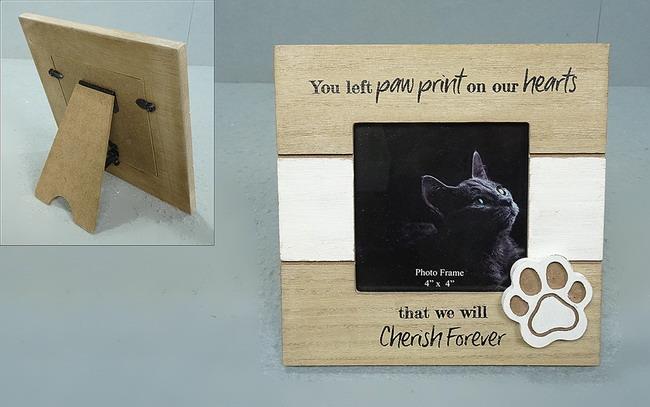 You left paw print on our hearts
Photo Frame
4" x 4"
that we will
Cherish Forever